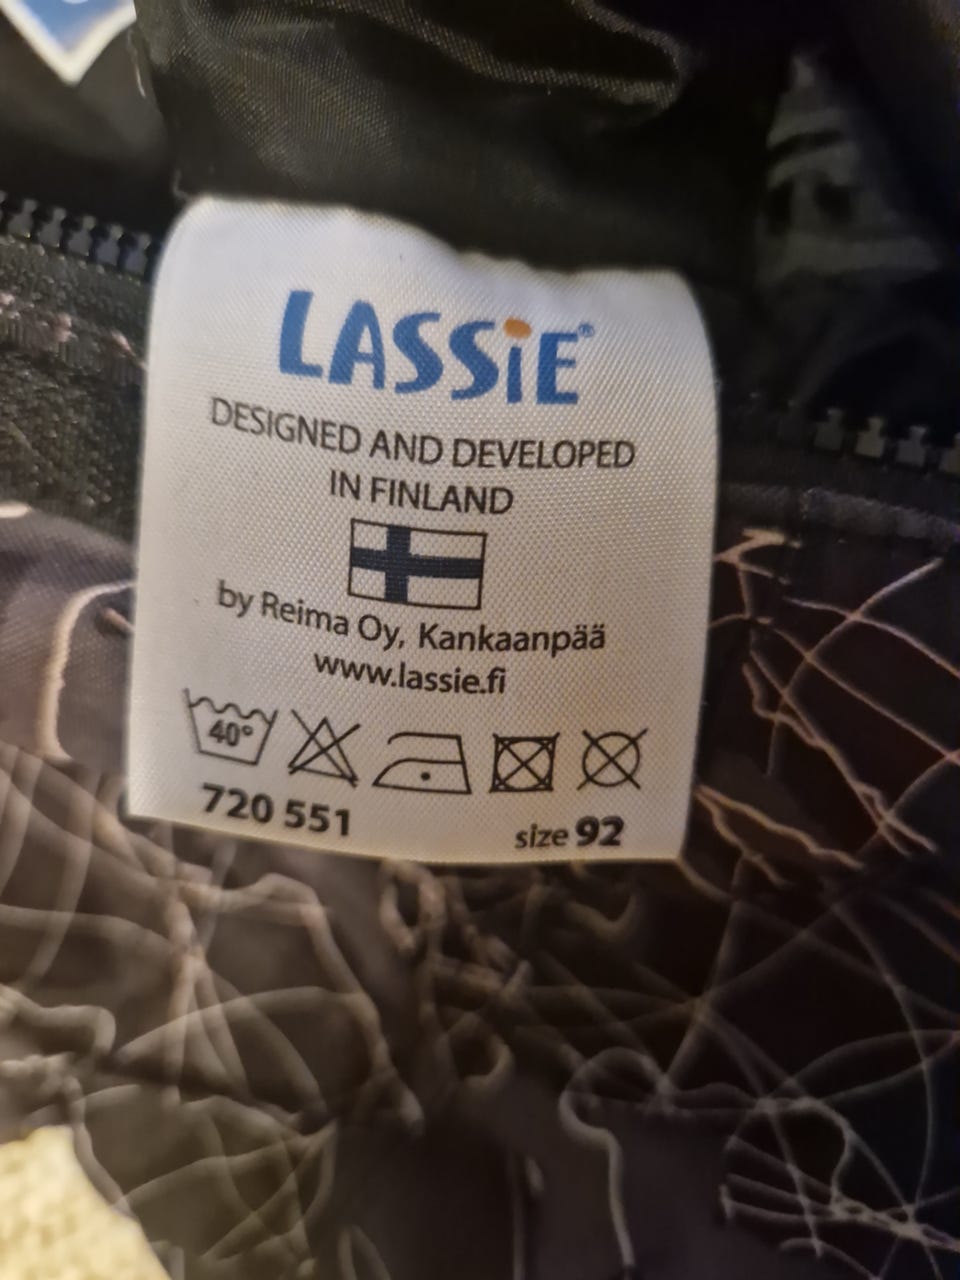 LASSiE®
DESIGNED AND DEVELOPED
IN FINLAND
by Reima Oy, Kankaanpää
www.lassie.fi
40°
720 551 size 92